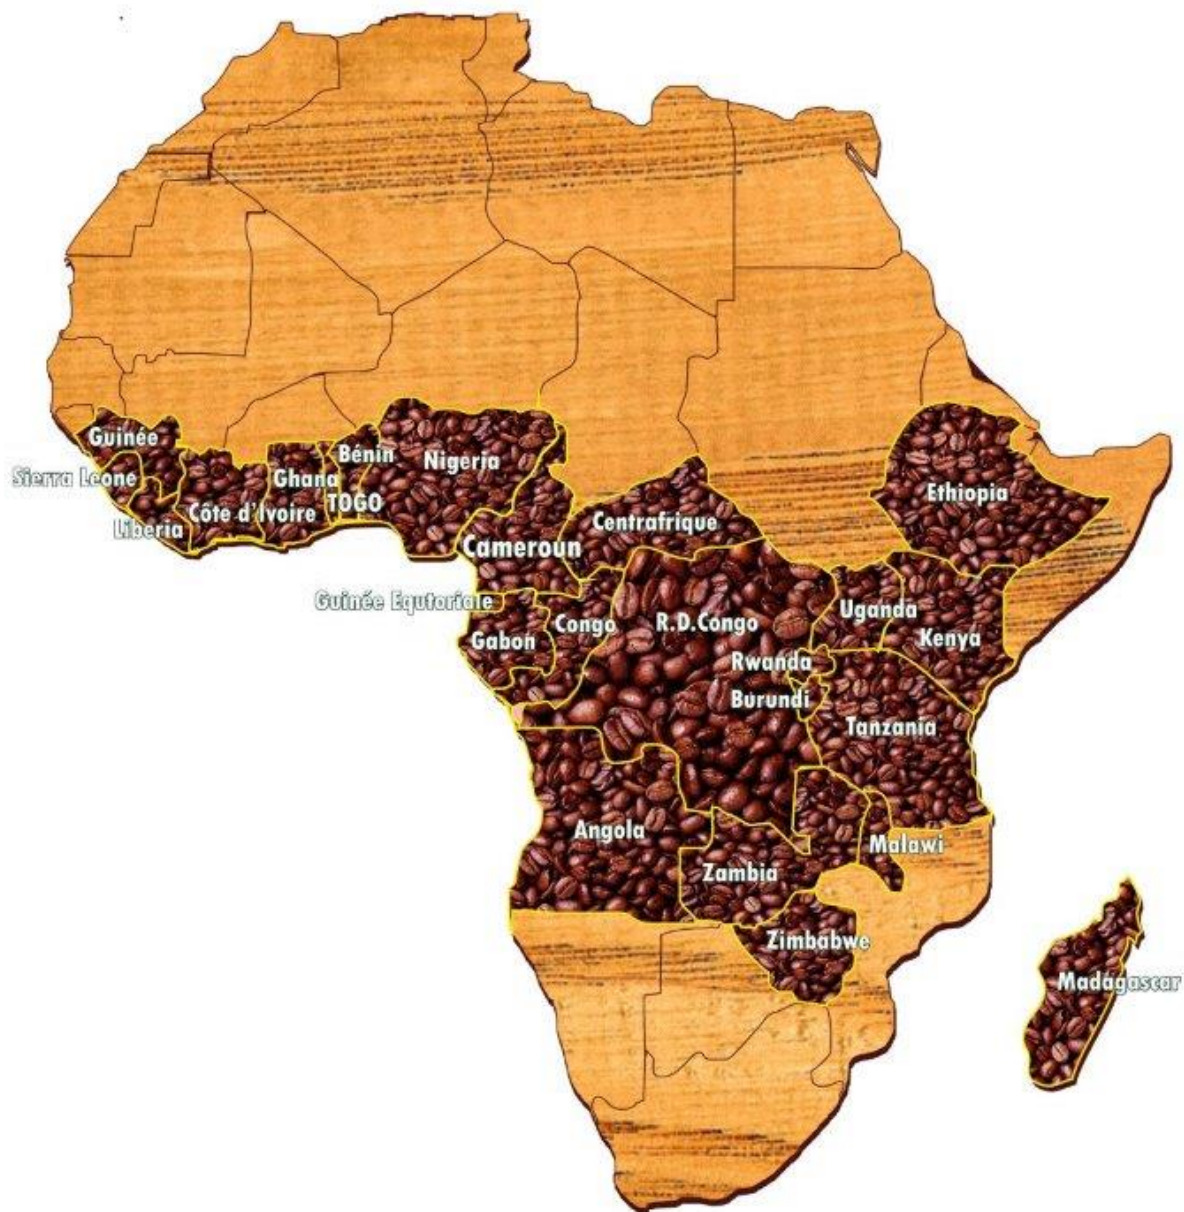 Guinée
Sierra Leone
Liberia
Côte d'Ivoire
Ghana
TOGO
Bénin
Nigeria
Cameroun
Centrafrique
Ethiopia
Guinée Equtoriale
Gabon
Congo
R.D.Congo
Uganda
Kenya
Rwanda
Burundi
Tanzania
Angola
Zambia
Malawi
Zimbabwe
Madagascar